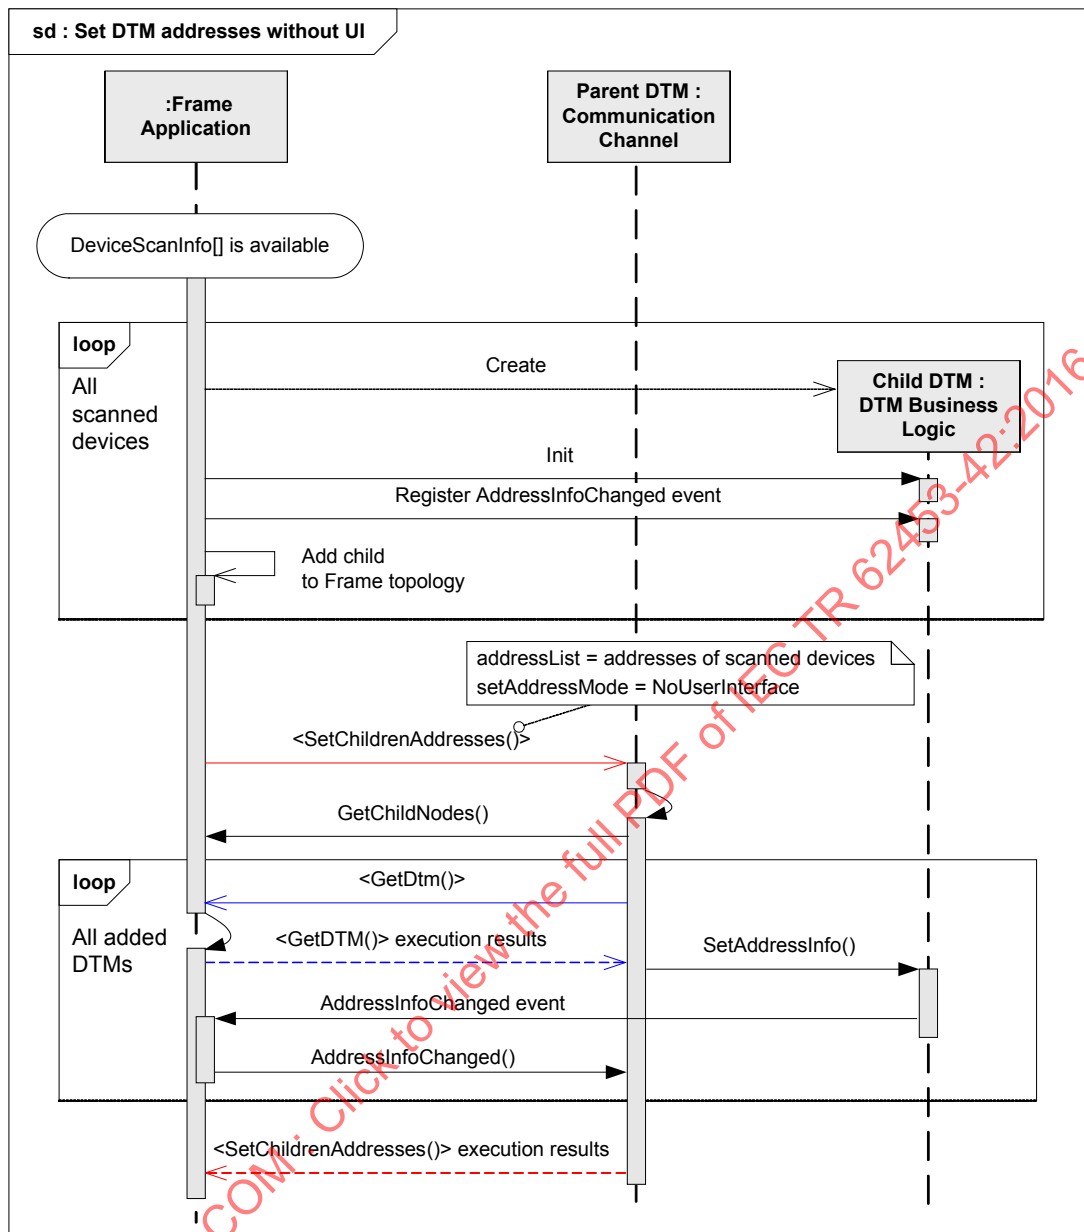 sd : Set DTM addresses without UI
:Frame
Application
Parent DTM :
Communication
Channel
DeviceScanInfo[] is available
loop
All
scanned
devices
Create
Child DTM :
DTM Business
Logic
Init
Register AddressInfoChanged event
Add child
to Frame topology
addressList = addresses of scanned devices
setAddressMode = NoUserInterface
<SetChildrenAddresses()>
GetChildNodes()
loop
<GetDtm()>
All added
DTMs
<GetDTM()> execution results
SetAddressInfo()
AddressInfoChanged event
AddressInfoChanged()
<SetChildrenAddresses()> execution results
COM : Click to view the full PDF of IEC TR 62453-42:2016